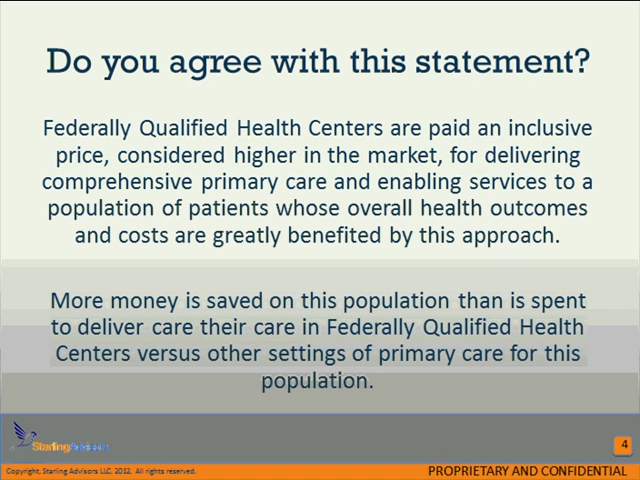 Do you agree with this statement?
Federally Qualified Health Centers are paid an inclusive
price, considered higher in the market, for delivering
comprehensive primary care and enabling services to a
population of patients whose overall health outcomes
and costs are greatly benefited by this approach.
More money is saved on this population than is spent
to deliver care their care in Federally Qualified Health
Centers versus other settings of primary care for this
population.
StarlingAdvisors
4
Copyright. Starling Advisors LLC, 2012. All rights reserved.
PROPRIETARY AND CONFIDENTIAL